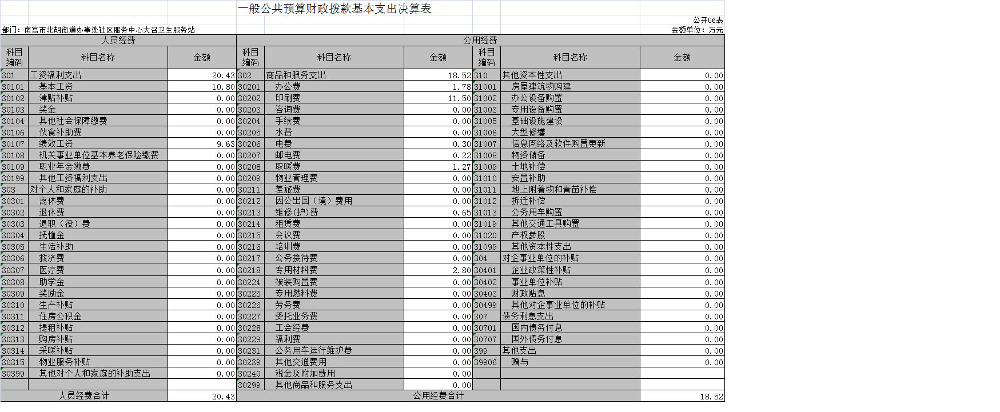 一般公共预算财政拨款基本支出决算表
公开06表
部门：南宫市北胡街道办事处社区服务中心大召卫生服务站 金额单位：万元
人员经费 公用经费
科目编码 科目名称 金额 科目编码 科目名称 金额 科目编码 科目名称 金额
301 工资福利支出 20.43 302 商品和服务支出 18.52 310 其他资本性支出 0.00
30101 基本工资 10.80 30201 办公费 1.78 31001 房屋建筑物购建 0.00
30102 津贴补贴 0.00 30202 印刷费 11.50 31002 办公设备购置 0.00
30103 奖金 0.00 30203 咨询费 0.00 31003 专用设备购置 0.00
30104 其他社会保障缴费 0.00 30204 手续费 0.00 31005 基础设施建设 0.00
30106 伙食补助费 0.00 30205 水费 0.00 31006 大型修缮 0.00
30107 绩效工资 9.63 30206 电费 0.30 31007 信息网络及软件购置更新 0.00
30108 机关事业单位基本养老保险缴费 0.00 30207 邮电费 0.22 31008 物资储备 0.00
30109 职业年金缴费 0.00 30208 取暖费 1.27 31009 土地补偿 0.00
30199 其他工资福利支出 0.00 30209 物业管理费 0.00 31010 安置补助 0.00
303 对个人和家庭的补助 0.00 30211 差旅费 0.00 31011 地上附着物和青苗补偿 0.00
30301 离休费 0.00 30212 因公出国（境）费用 0.00 31012 拆迁补偿 0.00
30302 退休费 0.00 30213 维修(护)费 0.65 31013 公务用车购置 0.00
30303 退职（役）费 0.00 30214 租赁费 0.00 31019 其他交通工具购置 0.00
30304 抚恤金 0.00 30215 会议费 0.00 31020 产权参股 0.00
30305 生活补助 0.00 30216 培训费 0.00 31099 其他资本性支出 0.00
30306 救济费 0.00 30217 公务接待费 0.00 304 对企事业单位的补贴 0.00
30307 医疗费 0.00 30218 专用材料费 2.80 30401 企业政策性补贴 0.00
30308 助学金 0.00 30224 被装购置费 0.00 30402 事业单位补贴 0.00
30309 奖励金 0.00 30225 专用燃料费 0.00 30403 财政贴息 0.00
30310 生产补贴 0.00 30226 劳务费 0.00 30499 其他对企事业单位的补贴 0.00
30311 住房公积金 0.00 30227 委托业务费 0.00 307 债务利息支出 0.00
30312 提租补贴 0.00 30228 工会经费 0.00 30701 国内债务付息 0.00
30313 购房补贴 0.00 30229 福利费 0.00 30707 国外债务付息 0.00
30314 采暖补贴 0.00 30231 公务用车运行维护费 0.00 399 其他支出 0.00
30315 物业服务补贴 0.00 30239 其他交通费用 0.00 39906 赠与 0.00
30399 其他对个人和家庭的补助支出 0.00 30240 税金及附加费用 0.00
30299 其他商品和服务支出 0.00
人员经费合计 20.43 公用经费合计 18.52